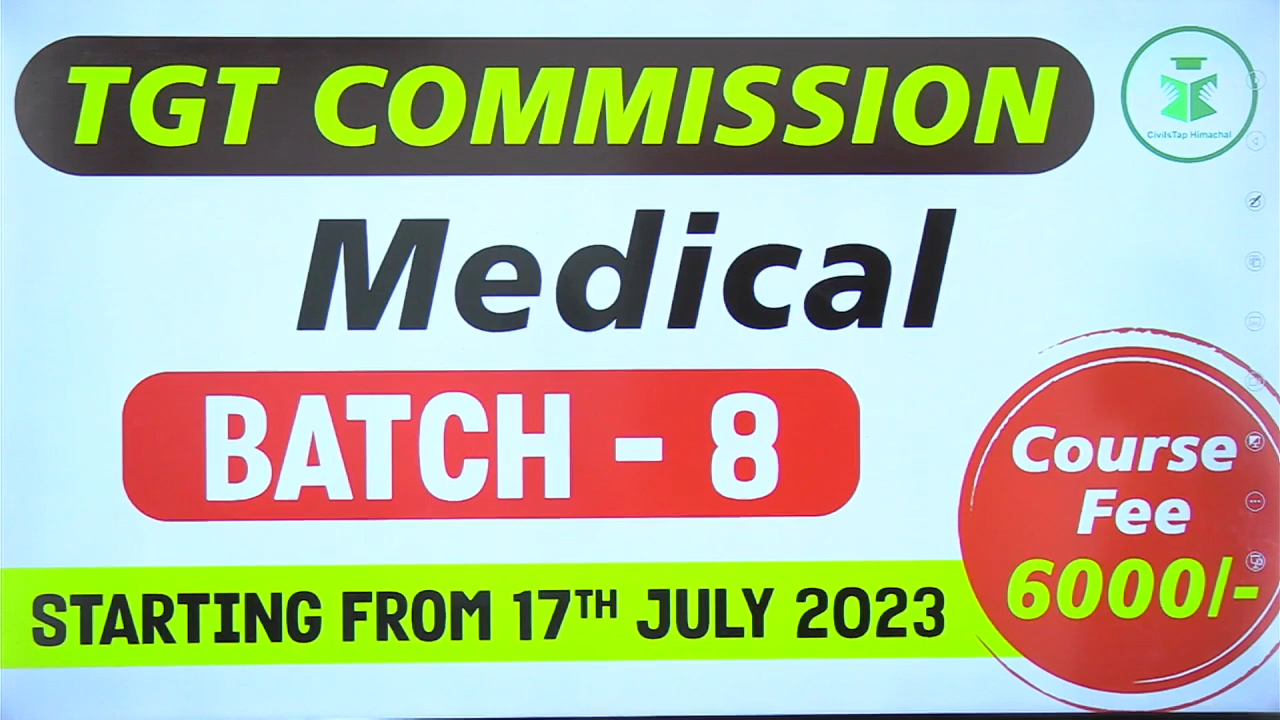 TGT COMMISSION
CivilsTap Himachal
Medical
BATCH - 8
Course
Fee
6000/-
STARTING FROM 17TH JULY 2023